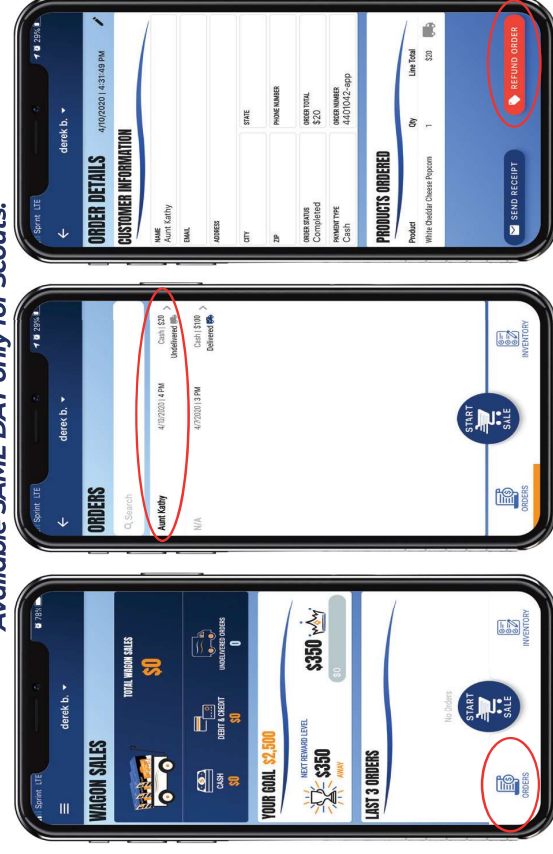 Available SAME DAY only for Scouts.
Sprint LTE
78%
derek b.
WAGON SALES
TOTAL WAGON SALES
$0
CASH
$0
DEBIT & CREDIT
$0
UNDELIVERED ORDERS
0
YOUR GOAL $2,500
NEXT REWARD LEVEL
$350
AWAY
$350
$0
LAST 3 ORDERS
No Orders
ORDERS
START
SALE
INVENTORY
Sprint LTE
29%
derek b.
ORDERS
Search
Aunt Kathy
4/10/2020 | 4 PM
Cash | $20
Undelivered
N/A
4/7/2020 | 3 PM
Cash | $100
Delivered
ORDERS
START
SALE
INVENTORY
Sprint LTE
29%
derek b.
ORDER DETAILS
4/10/2020 | 4:31:49 PM
CUSTOMER INFORMATION
NAME
Aunt Kathy
EMAIL
ADDRESS
CITY
STATE
ZIP
PHONE NUMBER
ORDER STATUS
Completed
ORDER TOTAL
$20
PAYMENT TYPE
Cash
ORDER NUMBER
4401042-app
PRODUCTS ORDERED
Product Qty Line Total
White Cheddar Cheese Popcorn 1 $20
SEND RECEIPT
REFUND ORDER